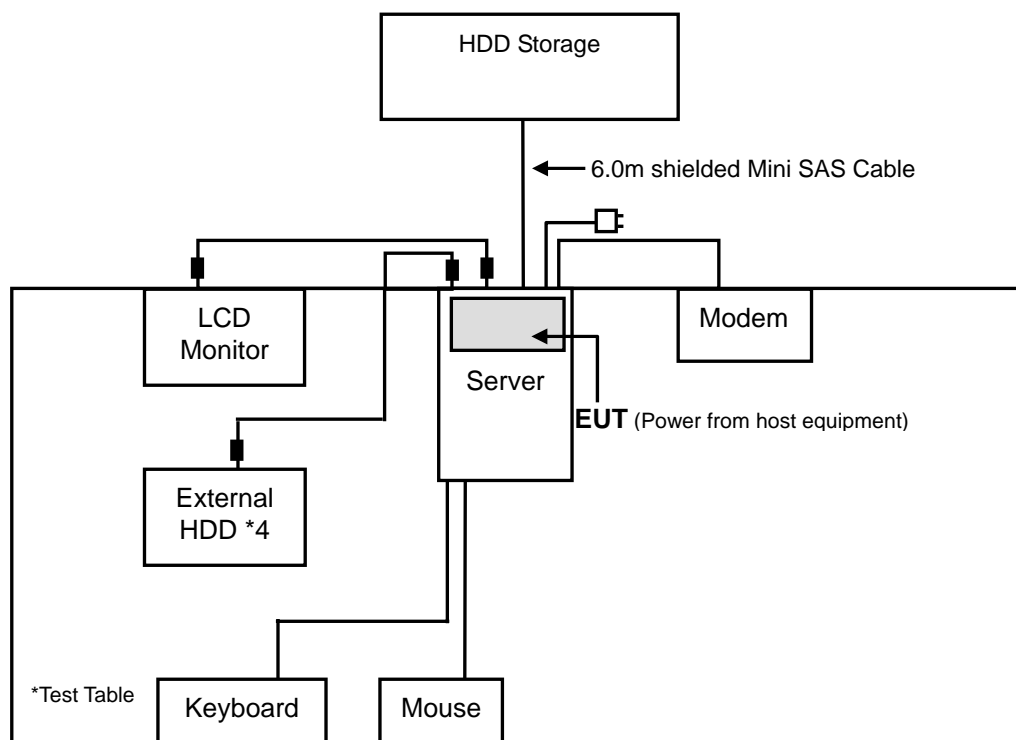 HDD Storage
6.0m shielded Mini SAS Cable
LCD
Monitor
Modem
Server
EUT (Power from host equipment)
External
HDD *4
*Test Table
Keyboard
Mouse